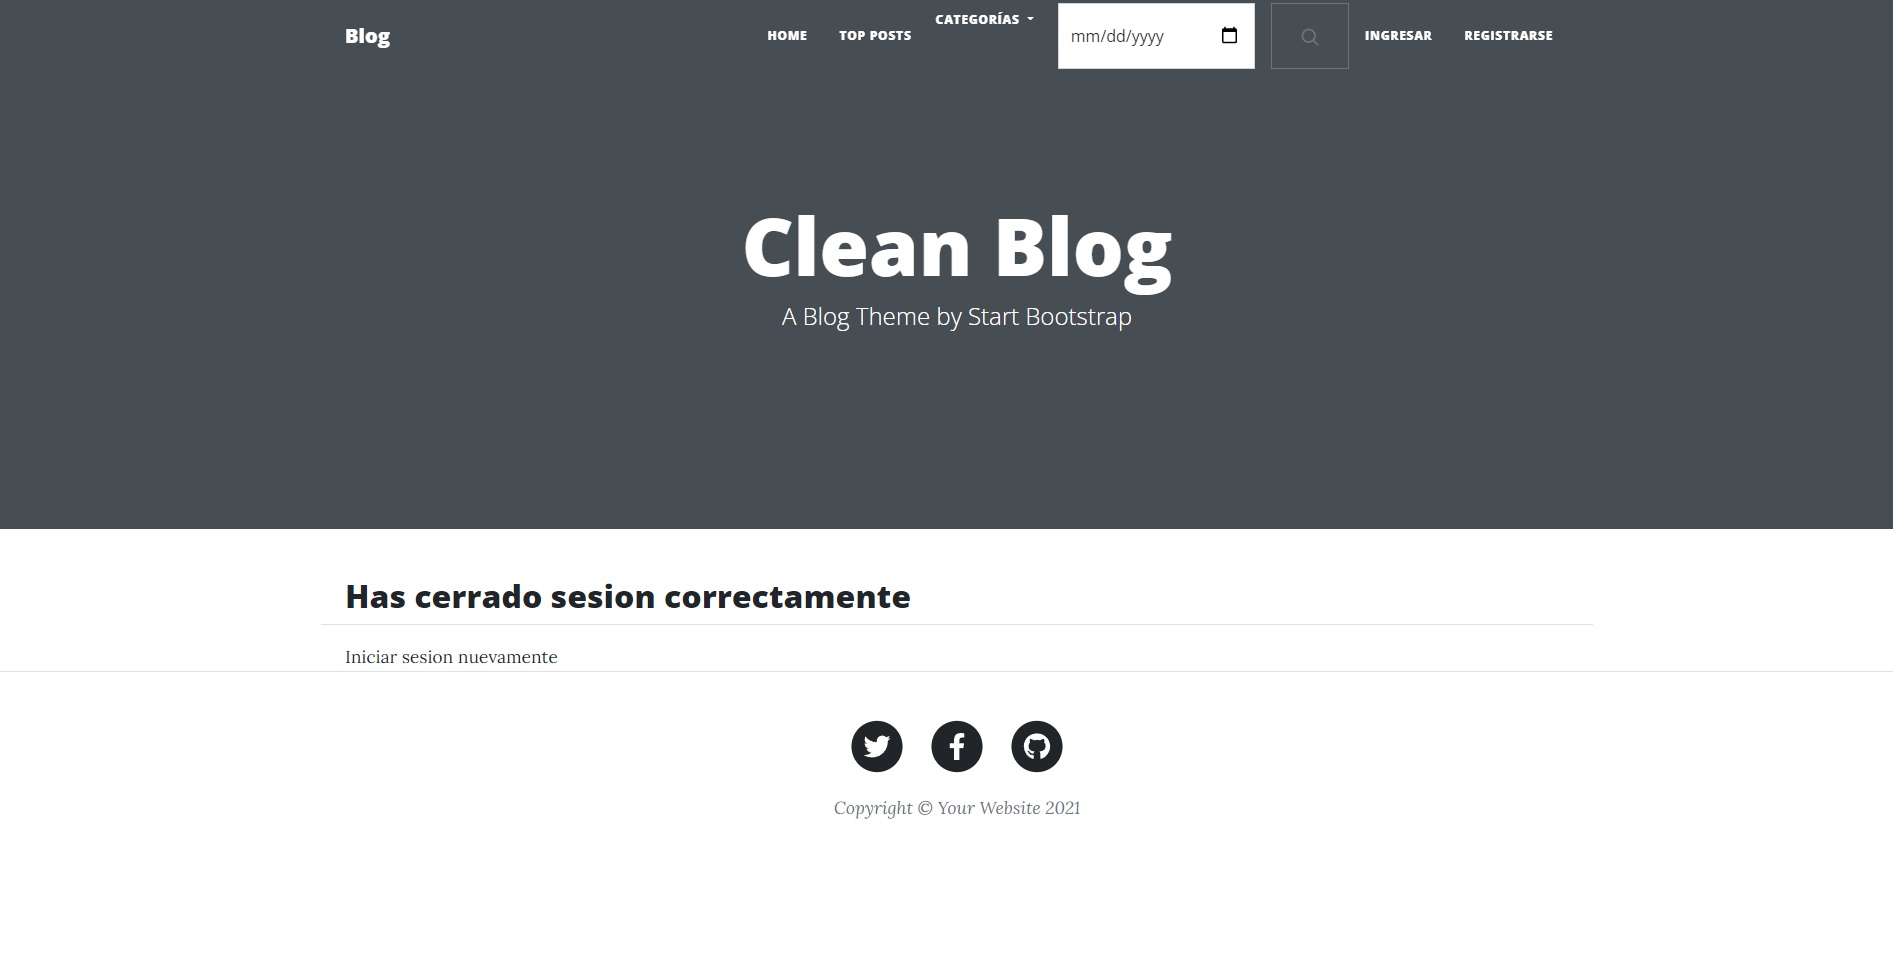 Blog
HOME
TOP POSTS
CATEGORÍAS
mm/dd/yyyy
INGRESAR
REGISTRARSE
Clean Blog
A Blog Theme by Start Bootstrap
Has cerrado sesion correctamente
Iniciar sesion nuevamente
Copyright © Your Website 2021